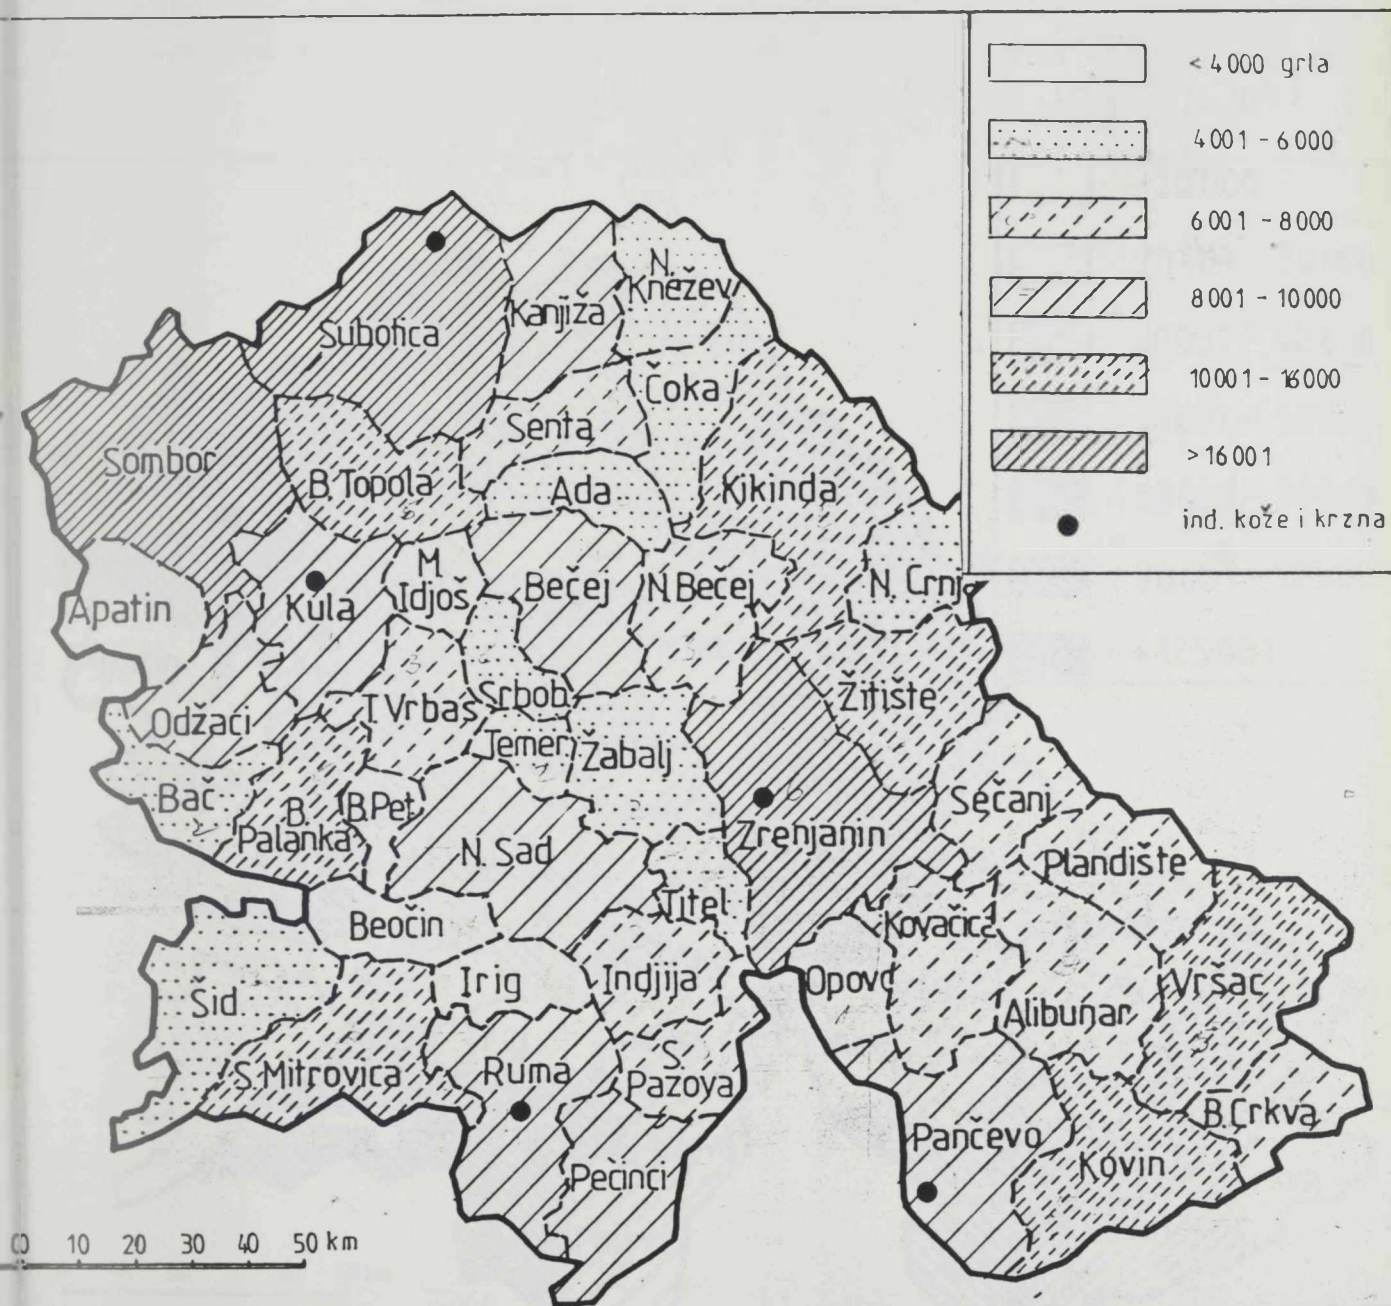 < 4 000 grla
4 001 - 6 000
6 001 - 8 000
8 001 - 10 000
10 001 - 16 000
> 16 001
ind. kože i krzna
Subotica
Kanjiža
N.
Knežev
Sombor
B. Topola
Senta
Čoka
Ada
Kikinda
Apatin
Kula
M.
Idjoš
Bečej
N. Bečej
N. Crnj
Odžaci
T. Vrbas
Srbob.
Žitište
Temer.
Žabalj
Bač
B.
Palanka
B. Pet.
N. Sad
Zrenjanin
Sečanj
Plandište
Beočin
Titel
Kovačica
Šid
Irig
Indjija
Opovo
Alibunar
Vršac
S. Mitrovica
Ruma
S.
Pazova
Pančevo
B. Crkva
Pećinci
Kovin
0 10 20 30 40 50 km